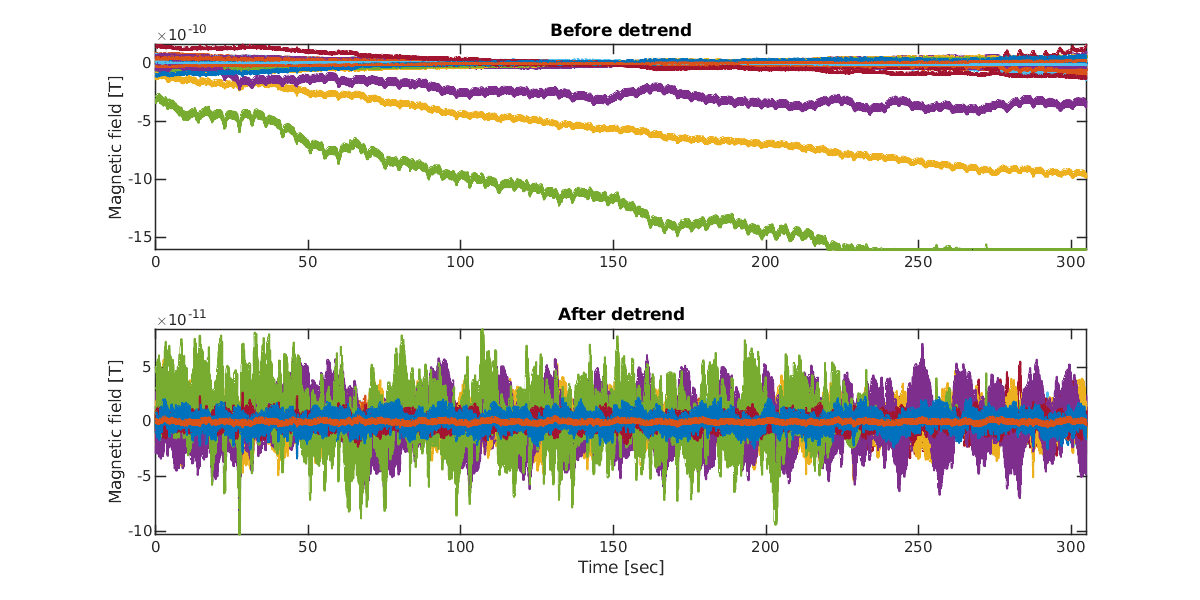 Before detrend
×10-10
Magnetic field [T]
0
-5
-10
-15
0 50 100 150 200 250 300
After detrend
×10-11
Magnetic field [T]
5
0
-5
-10
0 50 100 150 200 250 300
Time [sec]